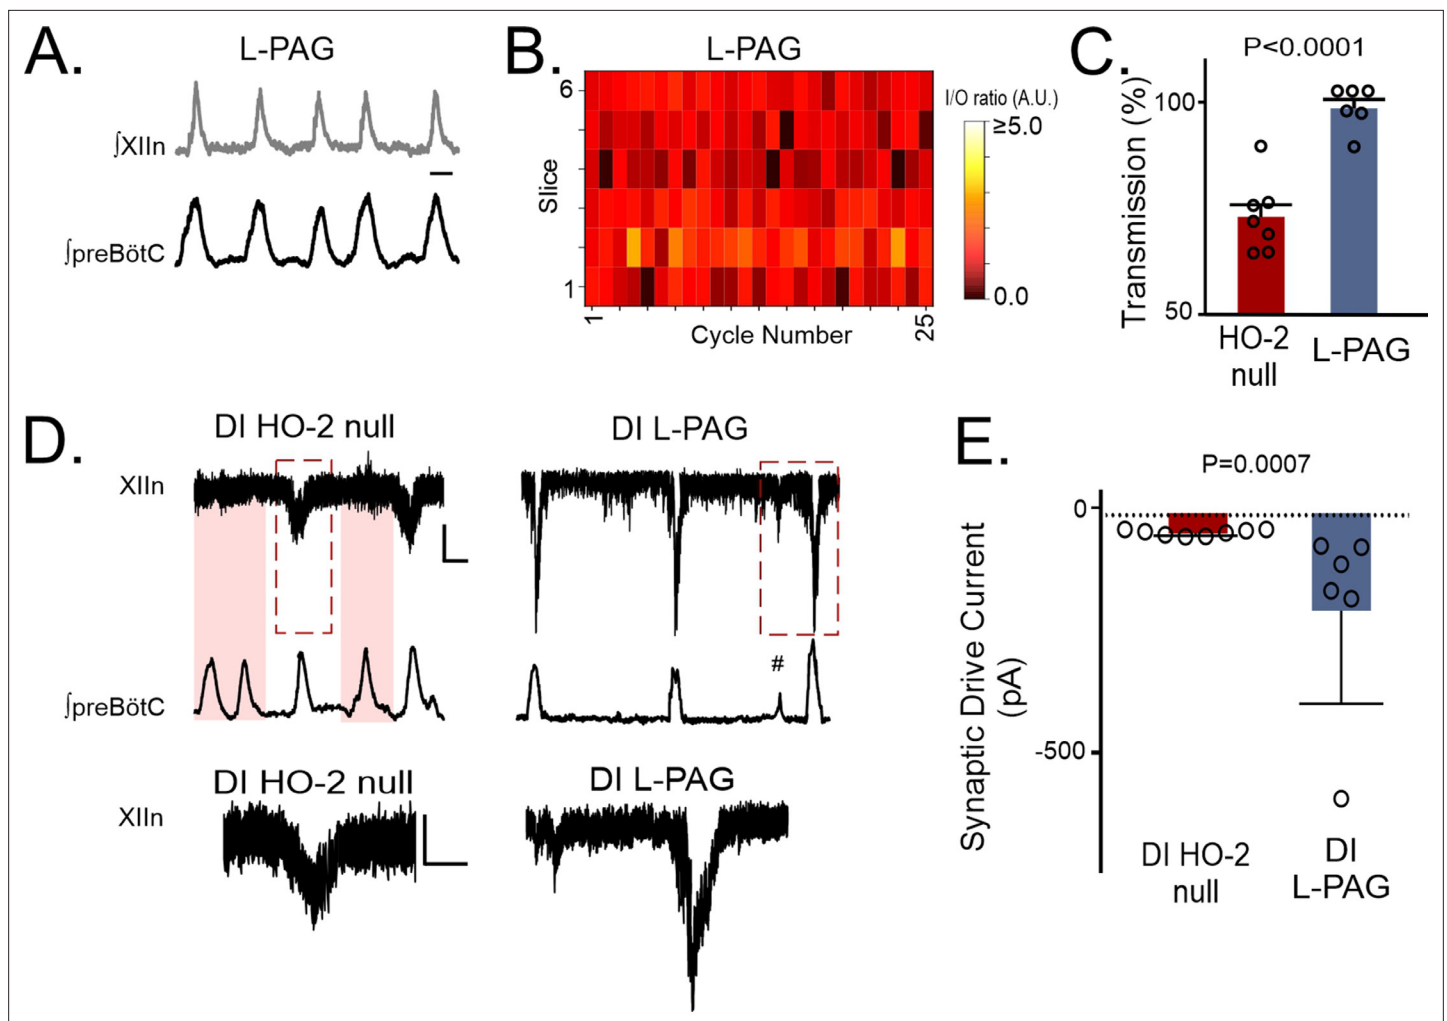 A.
L-PAG
∫XIIn
∫preBötC
B.
L-PAG
6
Slice
1
1
Cycle Number
25
I/O ratio (A.U.)
≥5.0
0.0
C.
P<0.0001
Transmission (%)
100
50
HO-2
null
L-PAG
D.
DI HO-2 null
DI L-PAG
XIIn
#
∫preBötC
DI HO-2 null
DI L-PAG
XIIn
E.
P=0.0007
Synaptic Drive Current
(pA)
0
-500
DI HO-2
null
DI
L-PAG